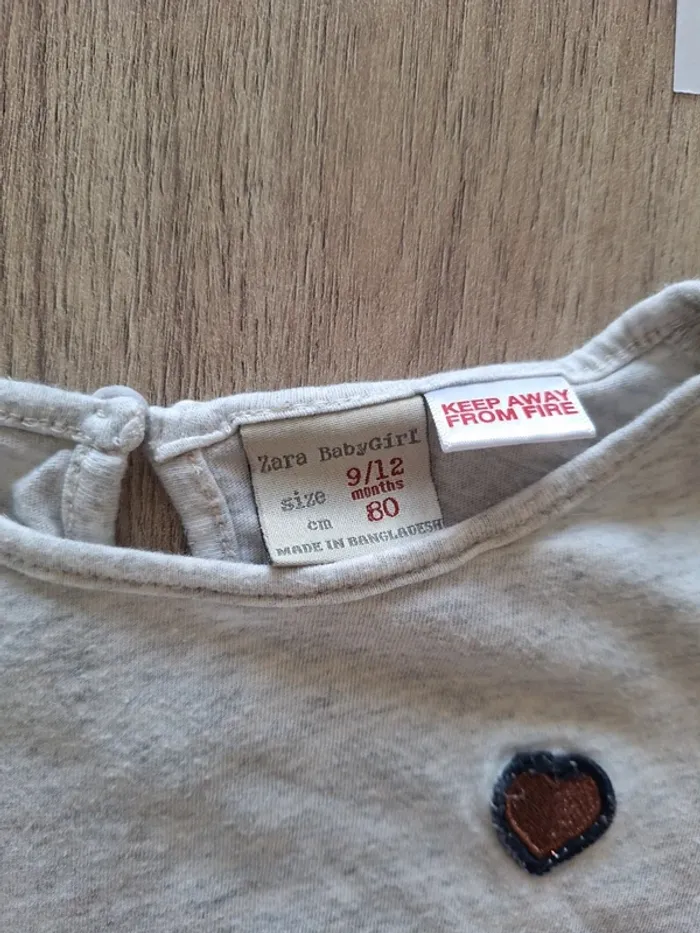 Zara BabyGirl
size 9/12
months
cm 80
MADE IN BANGLADESH
KEEP AWAY
FROM FIRE